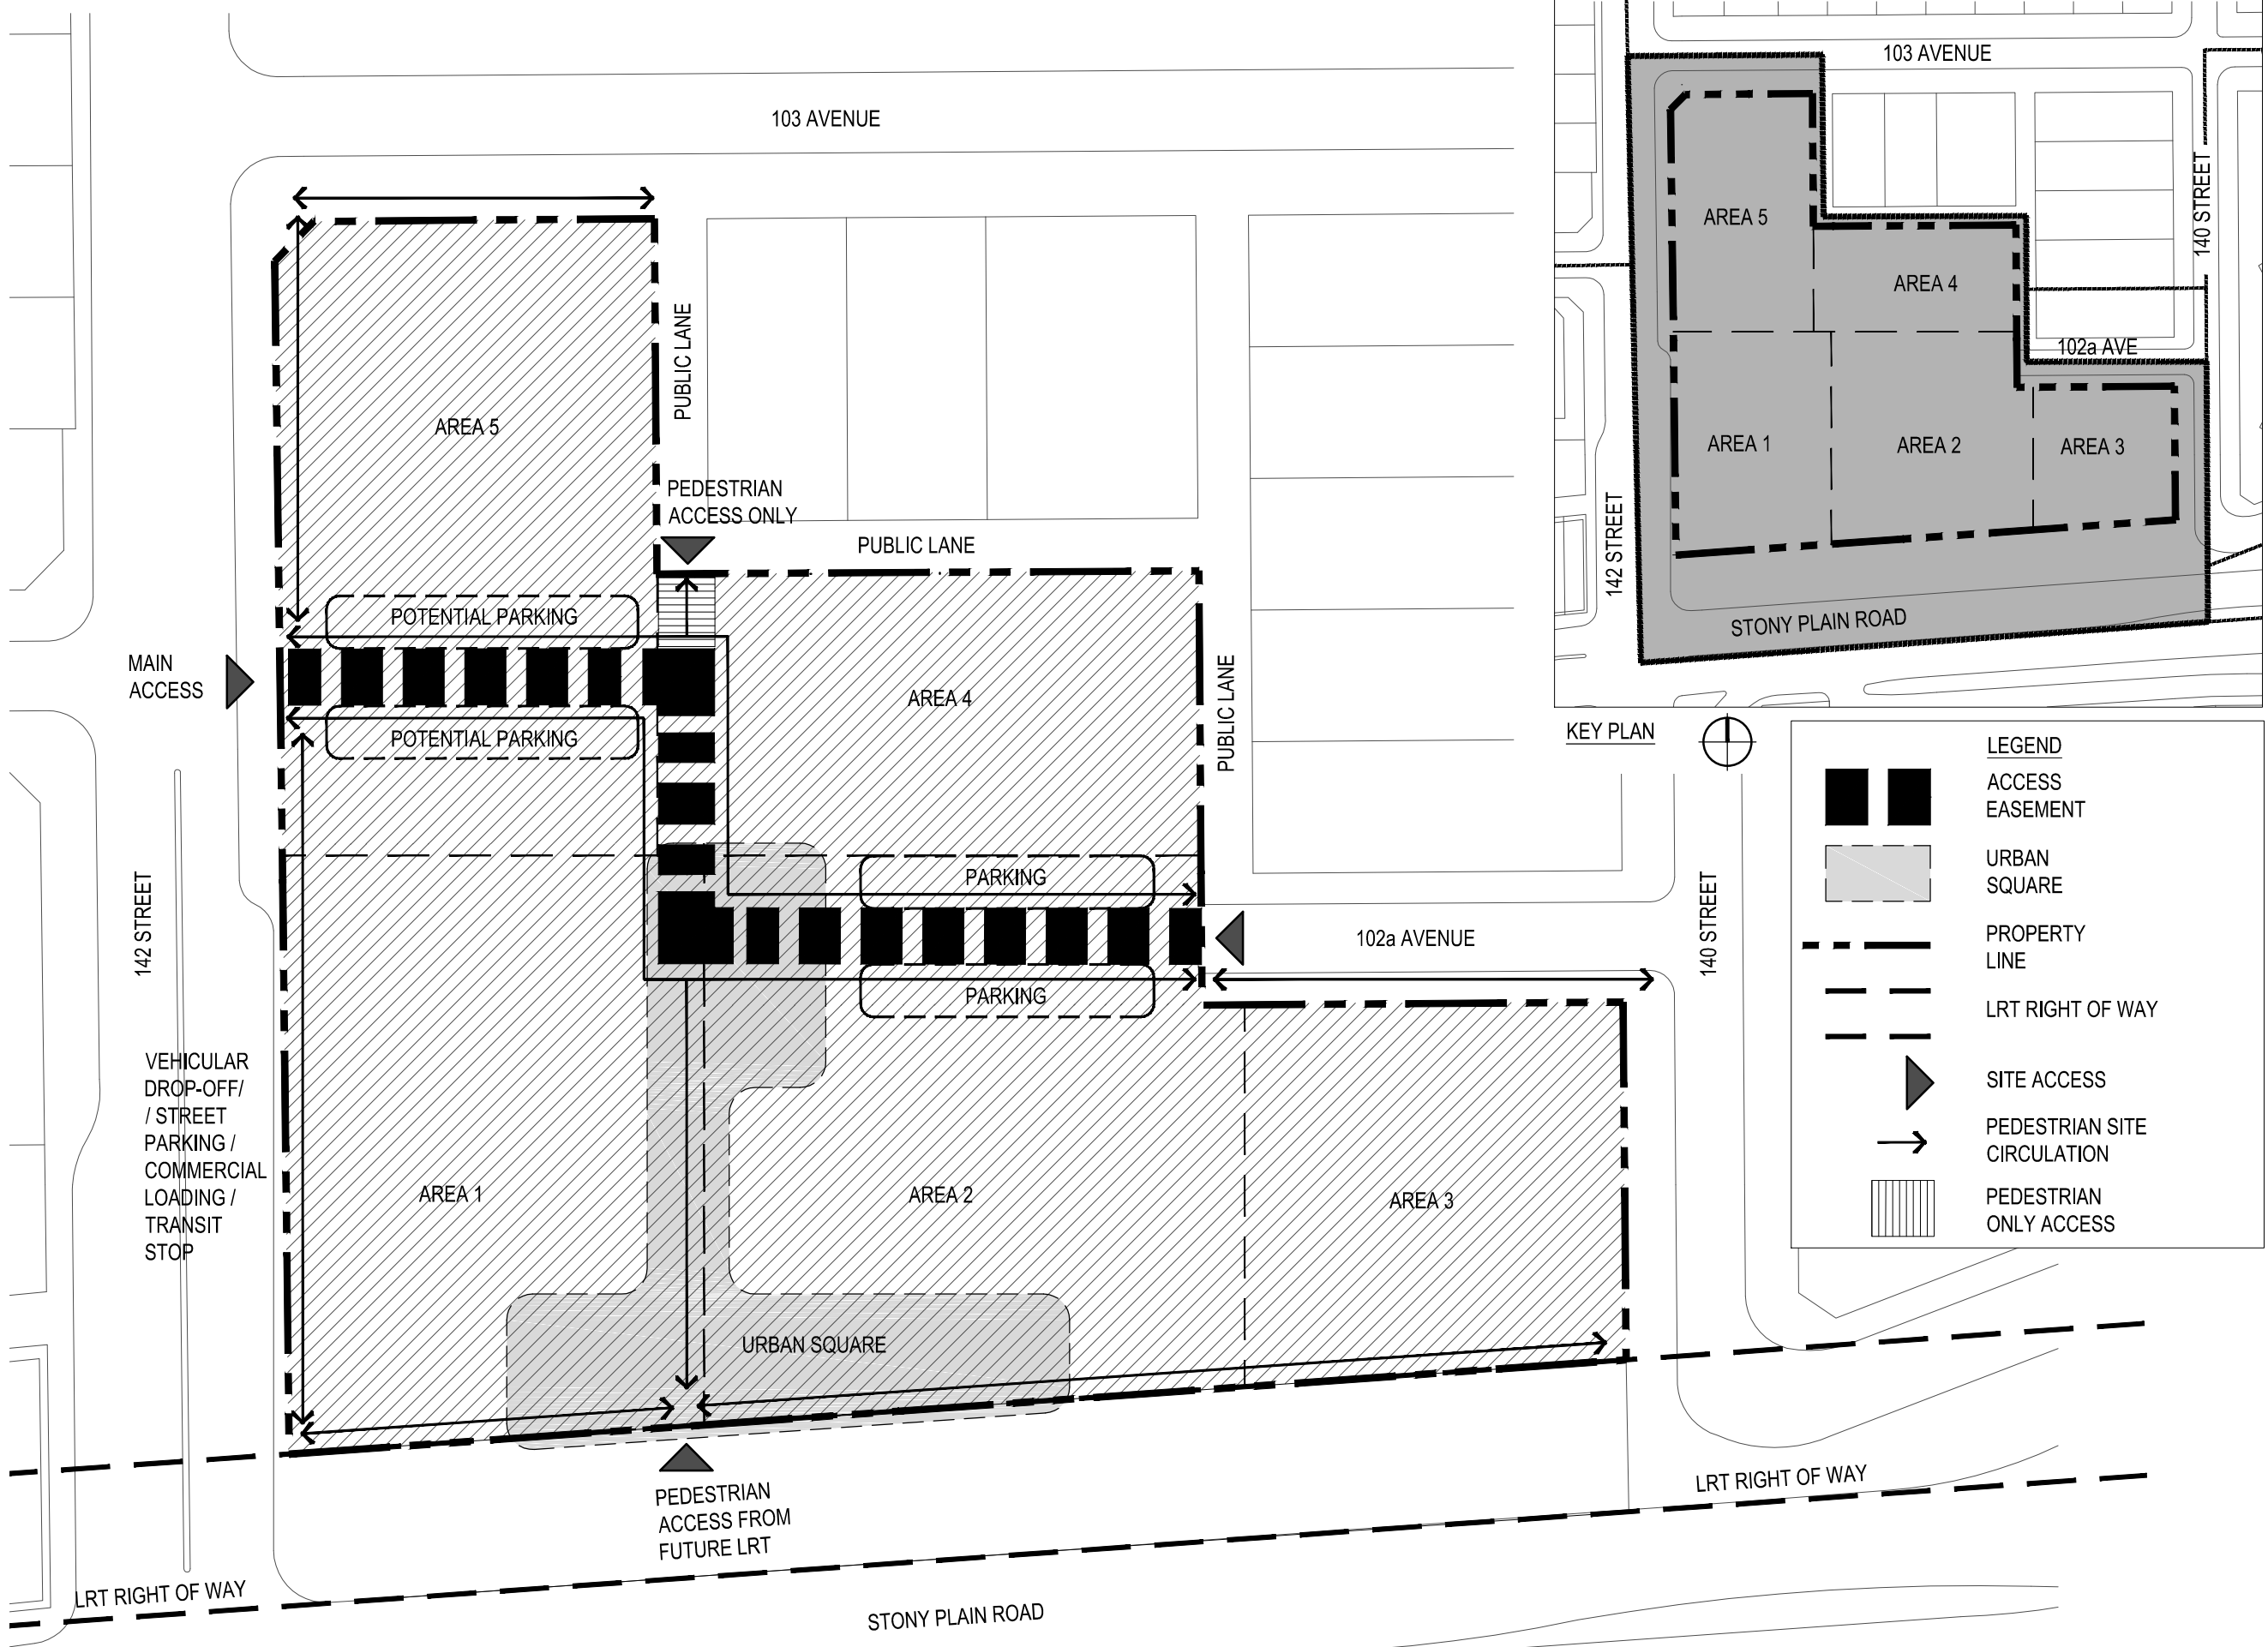 103 AVENUE
AREA 5
PUBLIC LANE
PEDESTRIAN
ACCESS ONLY
PUBLIC LANE
POTENTIAL PARKING
MAIN
ACCESS
POTENTIAL PARKING
AREA 4
PUBLIC LANE
PARKING
102a AVENUE
PARKING
142 STREET
140 STREET
VEHICULAR
DROP-OFF/
/ STREET
PARKING /
COMMERCIAL
LOADING /
TRANSIT
STOP
AREA 1
AREA 2
AREA 3
URBAN SQUARE
PEDESTRIAN
ACCESS FROM
FUTURE LRT
LRT RIGHT OF WAY
LRT RIGHT OF WAY
STONY PLAIN ROAD
103 AVENUE
140 STREET
AREA 5
AREA 4
102a AVE
AREA 1
AREA 2
AREA 3
142 STREET
STONY PLAIN ROAD
KEY PLAN
LEGEND
ACCESS
EASEMENT
URBAN
SQUARE
PROPERTY
LINE
LRT RIGHT OF WAY
SITE ACCESS
PEDESTRIAN SITE
CIRCULATION
PEDESTRIAN
ONLY ACCESS